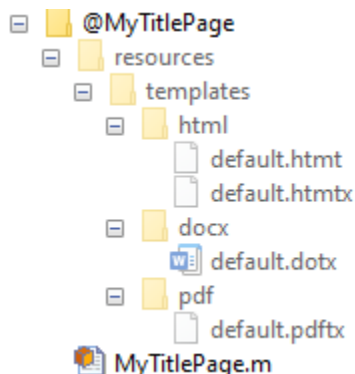 @MyTitlePage
resources
templates
html
default.htmt
default.htmtx
docx
default.dotx
pdf
default.pdftx
MyTitlePage.m